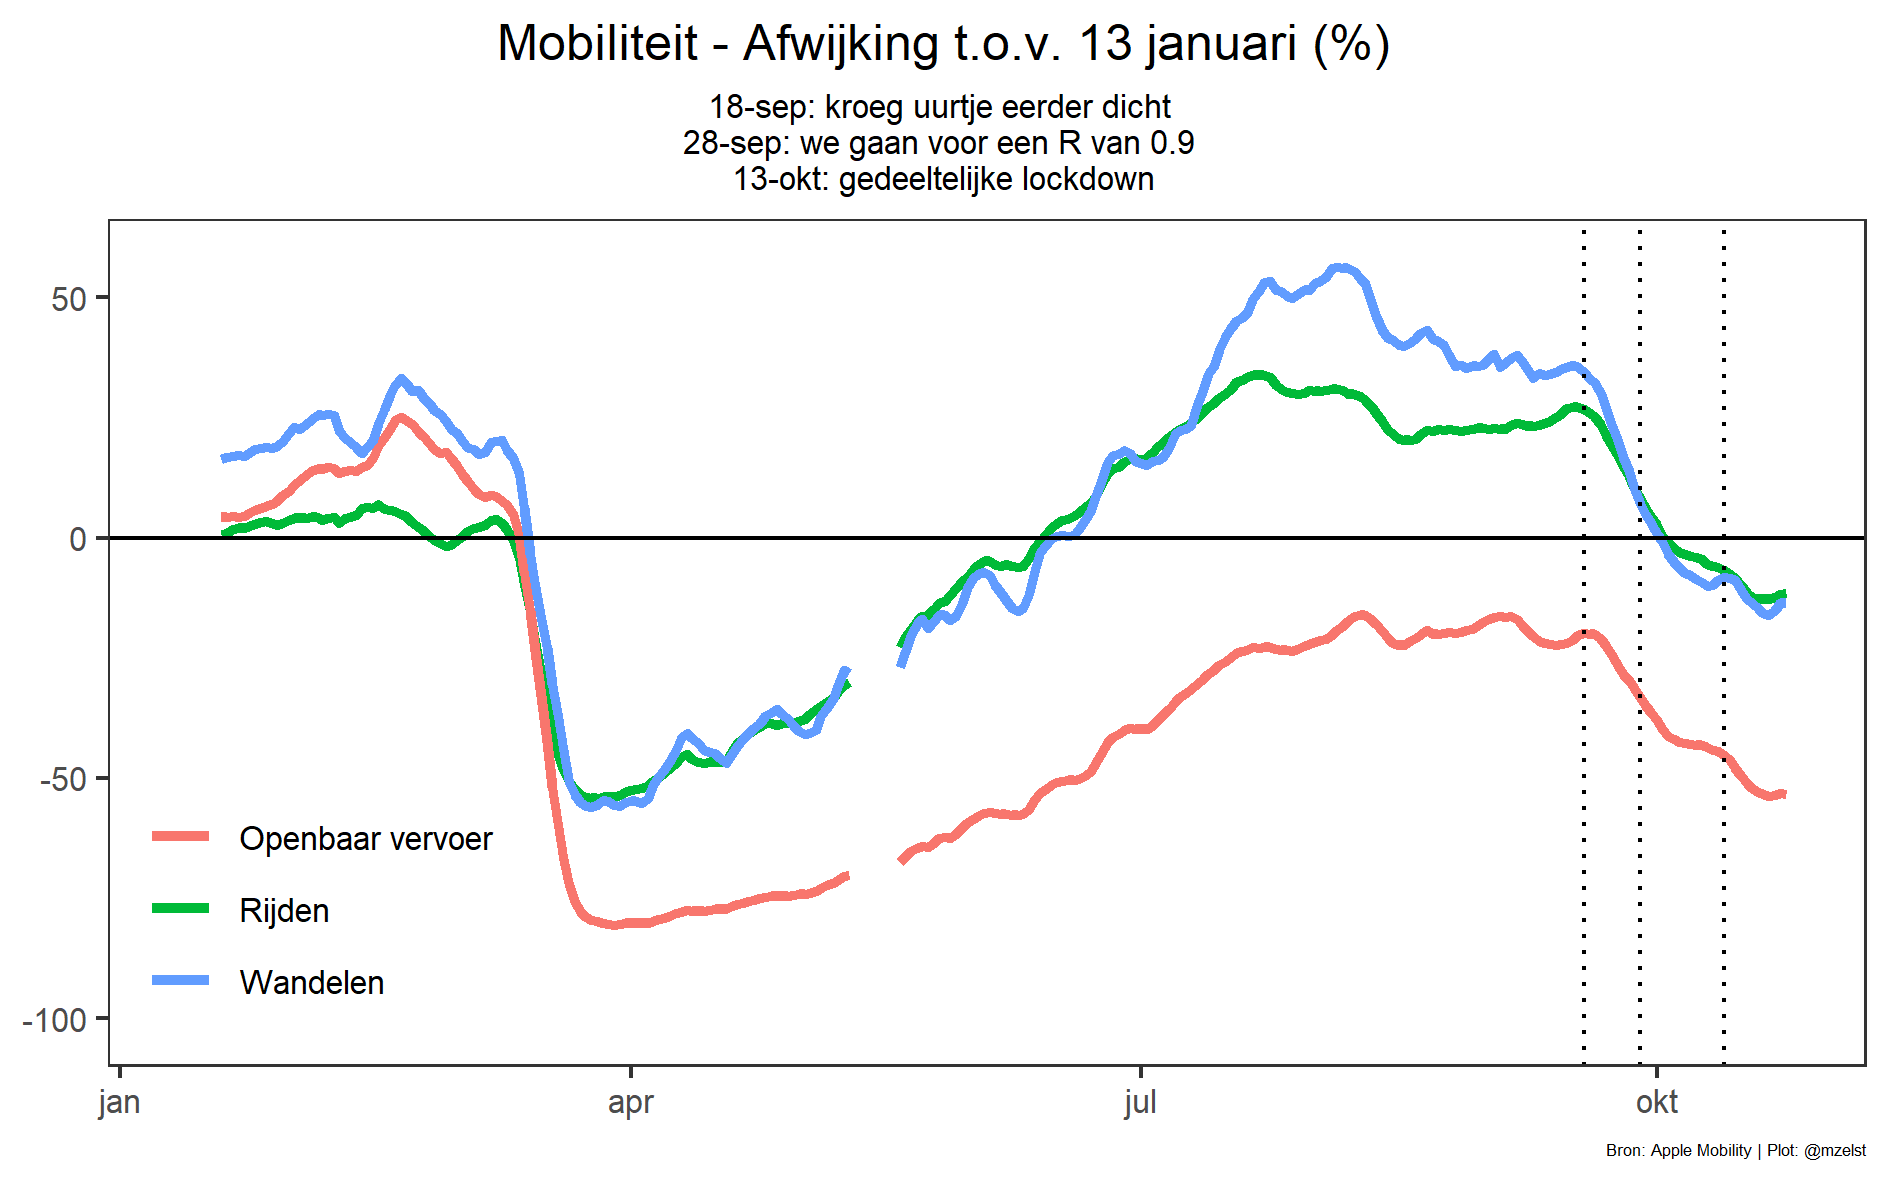 Mobiliteit - Afwijking t.o.v. 13 januari (%)
18-sep: kroeg uurtje eerder dicht
28-sep: we gaan voor een R van 0.9
13-okt: gedeeltelijke lockdown
50
0
-50
-100
Openbaar vervoer
Rijden
Wandelen
jan apr jul okt
Bron: Apple Mobility | Plot: @mzelst